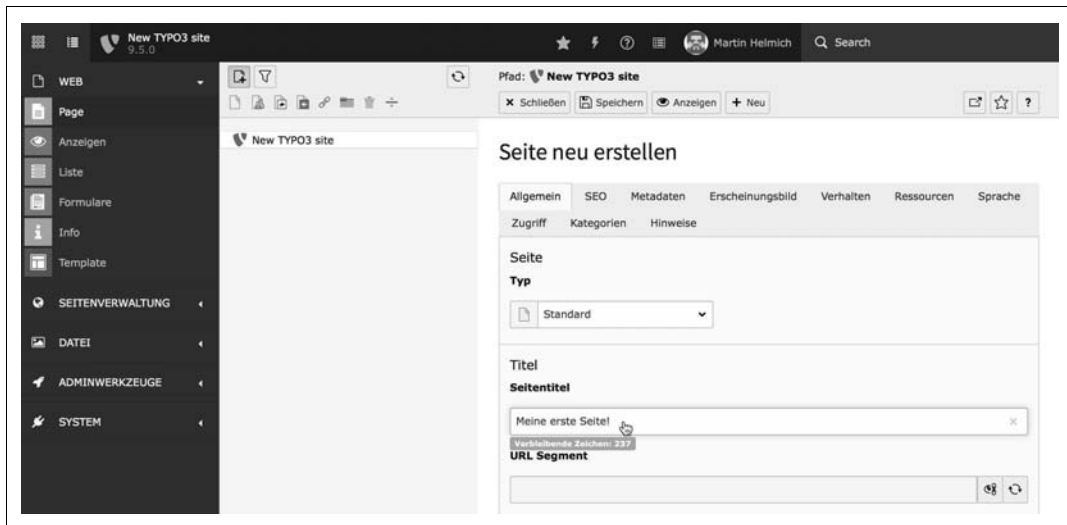 New TYPO3 site
9.5.0
Martin Helmich
Search
WEB
Page
Anzeigen
Liste
Formulare
Info
Template
SEITENVERWALTUNG
DATEI
ADMINWERKZEUGE
SYSTEM
New TYPO3 site
Pfad: New TYPO3 site
Schließen Speichern Anzeigen Neu ?
Seite neu erstellen
Allgemein SEO Metadaten Erscheinungsbild Verhalten Ressourcen Sprache
Zugriff Kategorien Hinweise
Seite
Typ
Standard
Titel
Seitentitel
Meine erste Seite!
Verbleibende Zeichen: 237
URL Segment